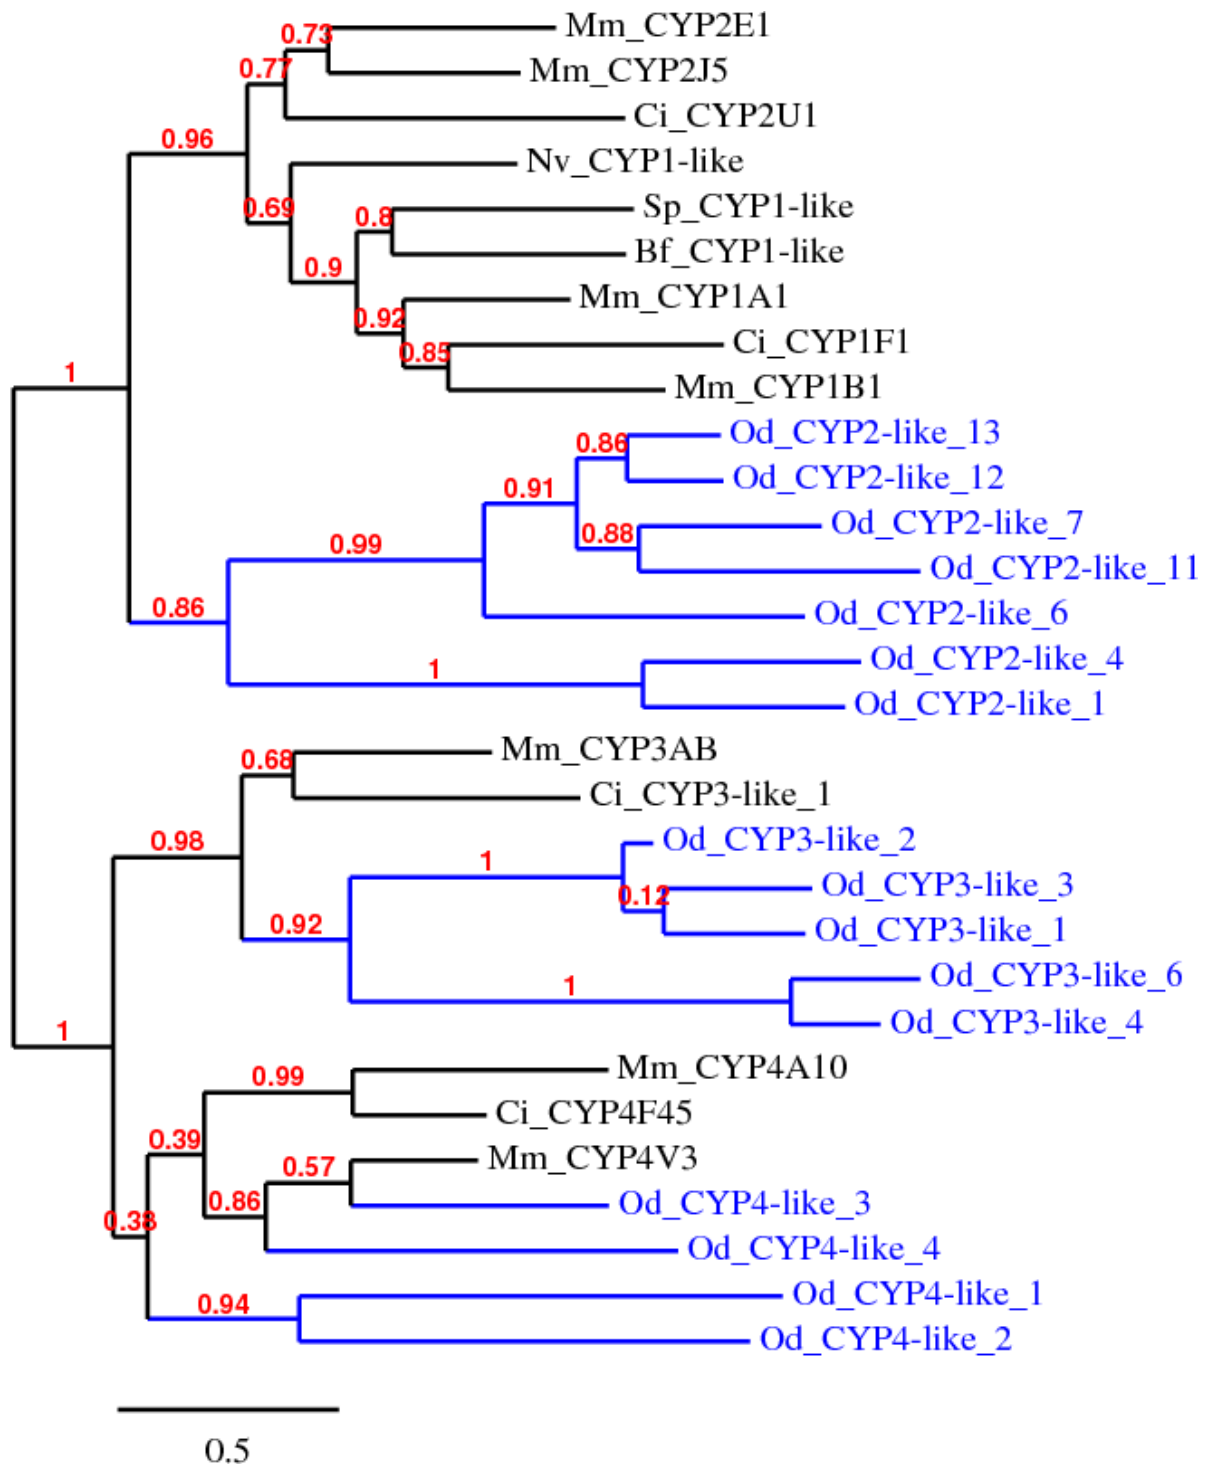 Mm_CYP2E1
0.73
Mm_CYP2J5
0.77
Ci_CYP2U1
0.96
Nv_CYP1-like
0.69
Sp_CYP1-like
0.8
Bf_CYP1-like
0.9
Mm_CYP1A1
0.92
Ci_CYP1F1
0.85
1
Mm_CYP1B1
Od_CYP2-like_13
0.86
Od_CYP2-like_12
0.91
Od_CYP2-like_7
0.88
0.99
Od_CYP2-like_11
0.86
Od_CYP2-like_6
Od_CYP2-like_4
1
Od_CYP2-like_1
Mm_CYP3AB
0.68
Ci_CYP3-like_1
0.98
Od_CYP3-like_2
1
Od_CYP3-like_3
0.12
0.92
Od_CYP3-like_1
Od_CYP3-like_6
1
Od_CYP3-like_4
1
Mm_CYP4A10
0.99
Ci_CYP4F45
0.39
Mm_CYP4V3
0.57
0.86
Od_CYP4-like_3
0.38
Od_CYP4-like_4
Od_CYP4-like_1
0.94
Od_CYP4-like_2
0.5